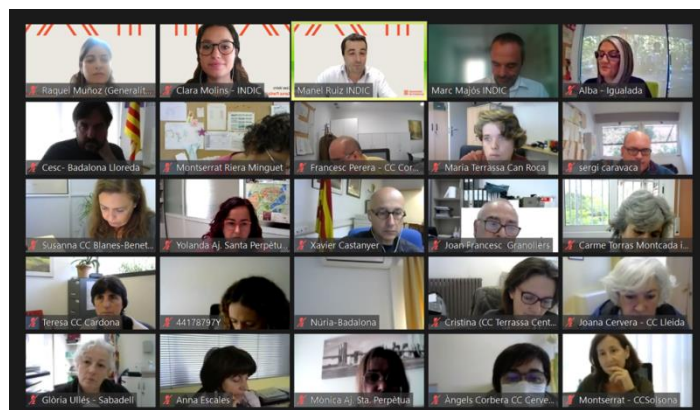 Raquel Muñoz (Generalit...
Clara Molins - INDIC
Manel Ruiz INDIC
Marc Majós INDIC
Alba - Igualada
Cesc- Badalona Lloreda
Montserrat Riera Minguet
Francesc Perera - CC Cor...
Maria Terrassa Can Roca
sergi caravaca
Susanna CC Blanes-Benet...
Yolanda Aj. Santa Perpètu...
Xavier Castanyer
Joan Francesc Granollers
Carme Torras Montcada i...
Teresa CC Cardona
44178797Y
Núria-Badalona
Cristina (CC Terrassa Cent...
Joana Cervera - CC Lleida
Glòria Ullés - Sabadell
Anna Escales
Mònica Aj. Sta. Perpètua
Àngels Corbera CC Cerve...
Montserrat - CCSolsona